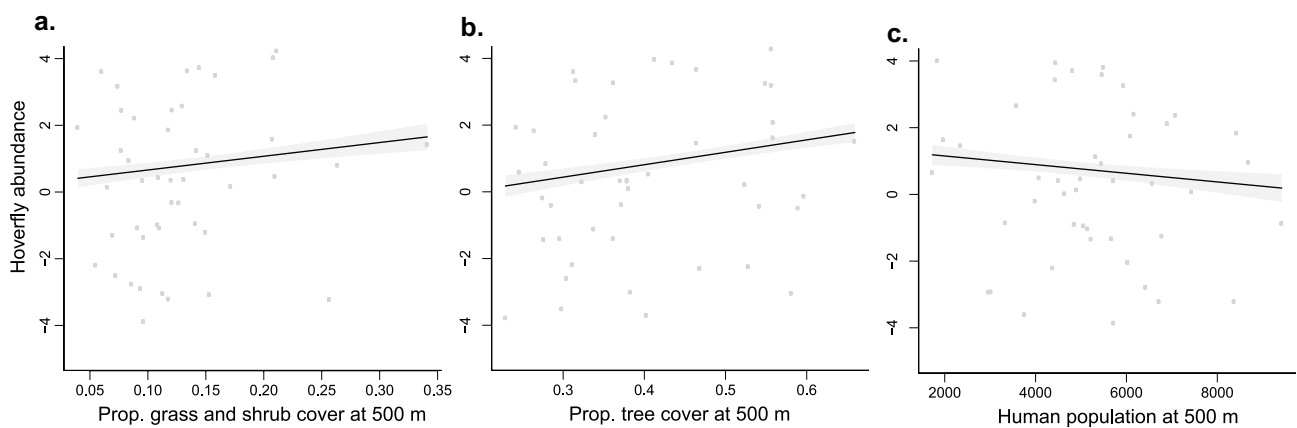 a.
Hoverfly abundance
4
2
0
−2
−4
0.05 0.10 0.15 0.20 0.25 0.30 0.35
Prop. grass and shrub cover at 500 m
b.
4
2
0
−2
−4
0.3 0.4 0.5 0.6
Prop. tree cover at 500 m
c.
4
2
0
−2
−4
2000 4000 6000 8000
Human population at 500 m